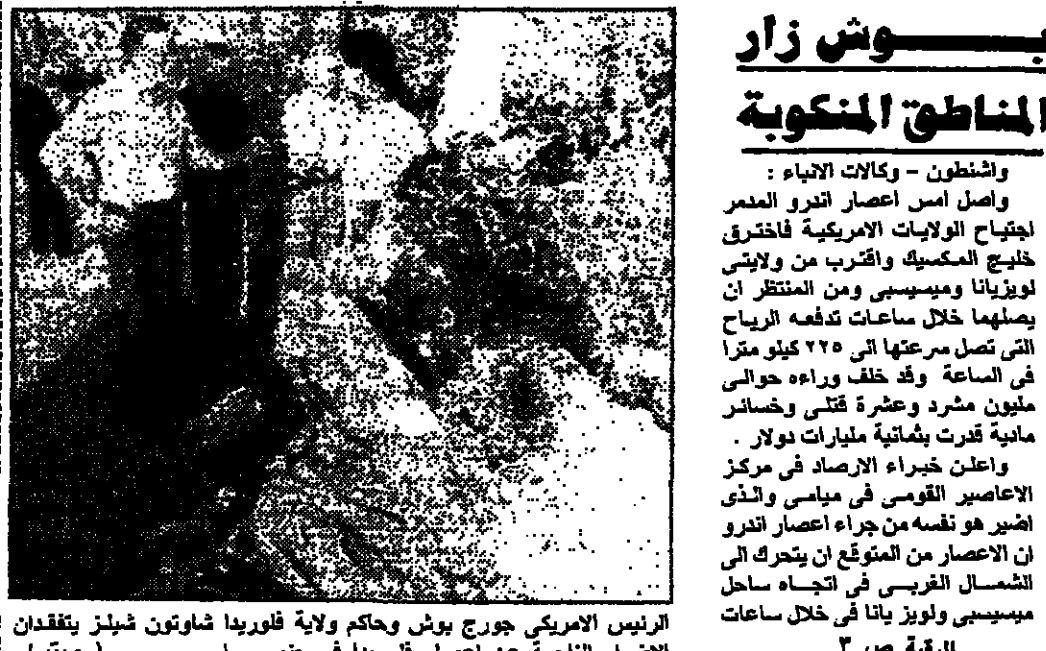 بـــوش زار
المناطق المنكوبة
واشنطون - وكالات الانباء :
واصل امس اعصار اندرو المدمر
اجتياح الولايات الامريكية فاخترق
خليج المكسيك واقترب من ولايتى
لويزيانا وميسيسبى ومن المنتظر ان
يصلهما خلال ساعات تدفعه الرياح
التى تصل سرعتها الى ٢٢٥ كيلو مترا
فى الساعة وقد خلف وراءه حوالى
مليون مشرد وعشرة قتلى وخسائر
مادية قدرت بثمانية مليارات دولار .
واعلن خبراء الارصاد فى مركز
الاعاصير القومى فى ميامى والذى
اضير هو نفسه من جراء اعصار اندرو
ان الاعصار من المتوقع ان يتحرك الى
الشمال الغربى فى اتجاه ساحل
ميسيسبى ولويز يانا فى خلال ساعات
البقية ص ٣
الرئيس الامريكى جورج بوش وحاكم ولاية فلوريدا شاوتون شيلز يتفقدان